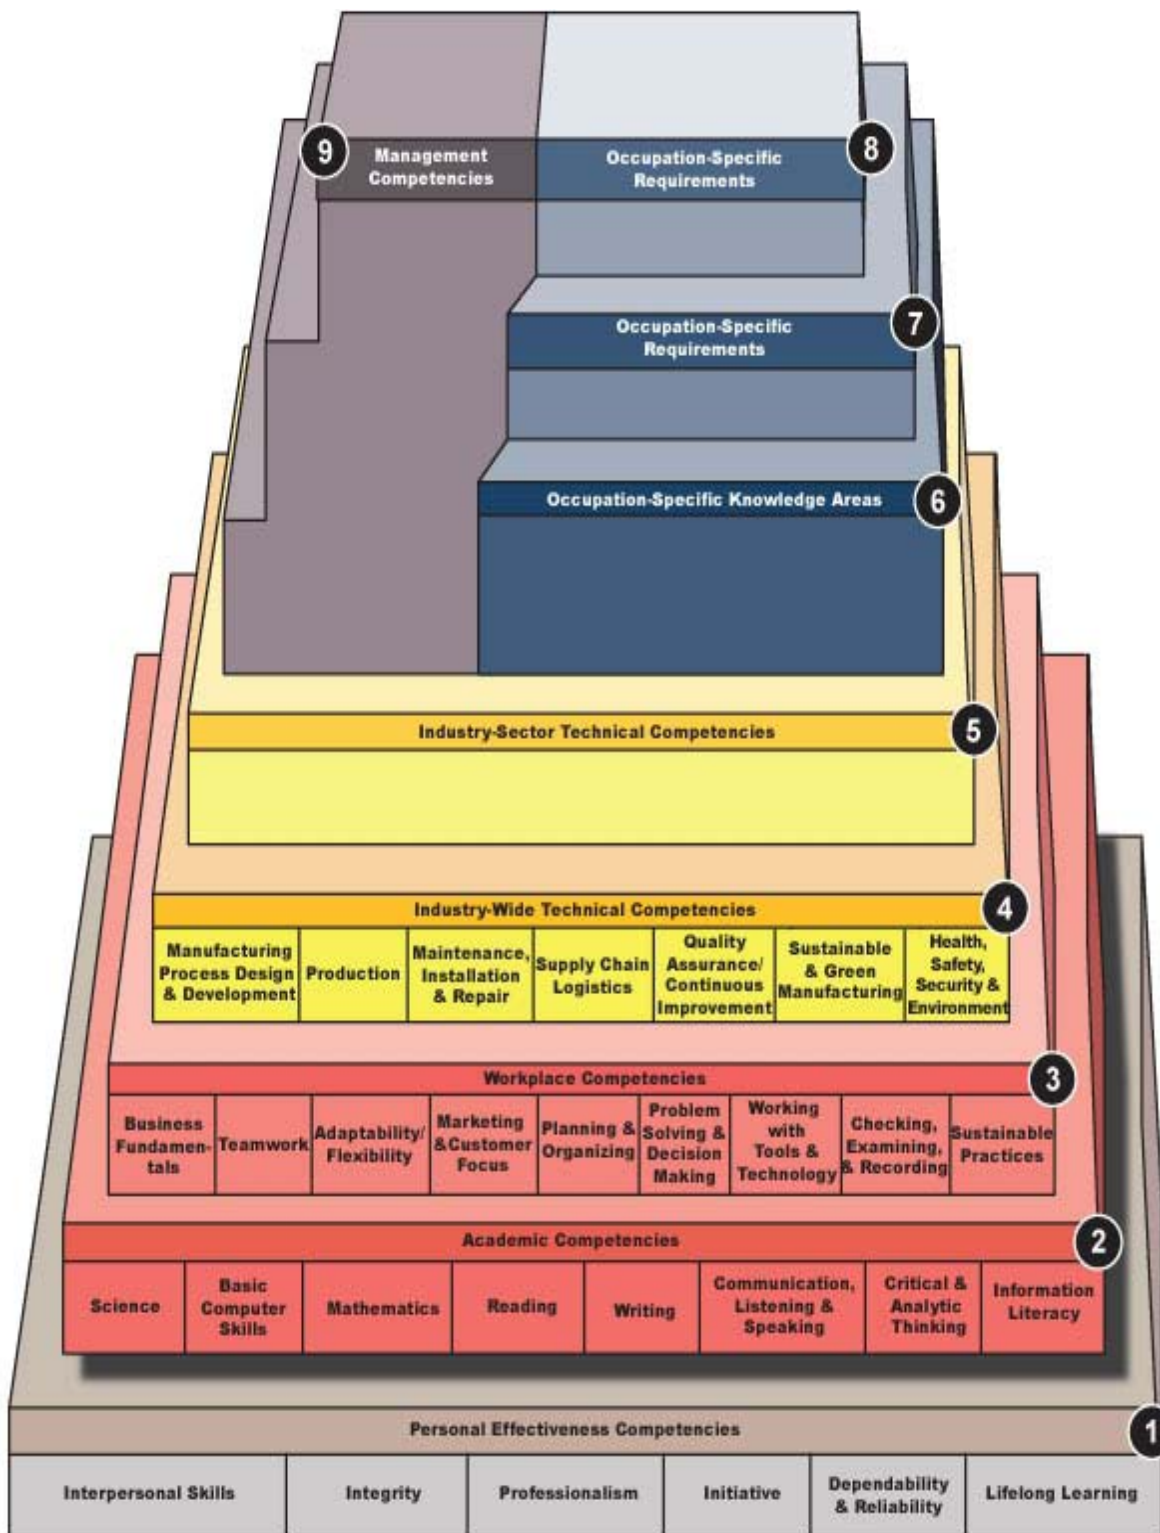 9
Management
Competencies
Occupation-Specific
Requirements
8
Occupation-Specific
Requirements
7
Occupation-Specific Knowledge Areas
6
Industry-Sector Technical Competencies
5
Industry-Wide Technical Competencies
4
Manufacturing
Process Design
& Development
Production
Maintenance,
Installation
& Repair
Supply Chain
Logistics
Quality
Assurance/
Continuous
Improvement
Sustainable
& Green
Manufacturing
Health,
Safety,
Security &
Environment
Workplace Competencies
3
Business
Fundamen-
tals
Teamwork
Adaptability/
Flexibility
Marketing
&Customer
Focus
Planning &
Organizing
Problem
Solving &
Decision
Making
Working
with
Tools &
Technology
Checking,
Examining,
& Recording
Sustainable
Practices
Academic Competencies
2
Science
Basic
Computer
Skills
Mathematics
Reading
Writing
Communication,
Listening &
Speaking
Critical &
Analytic
Thinking
Information
Literacy
Personal Effectiveness Competencies
1
Interpersonal Skills
Integrity
Professionalism
Initiative
Dependability
& Reliability
Lifelong Learning